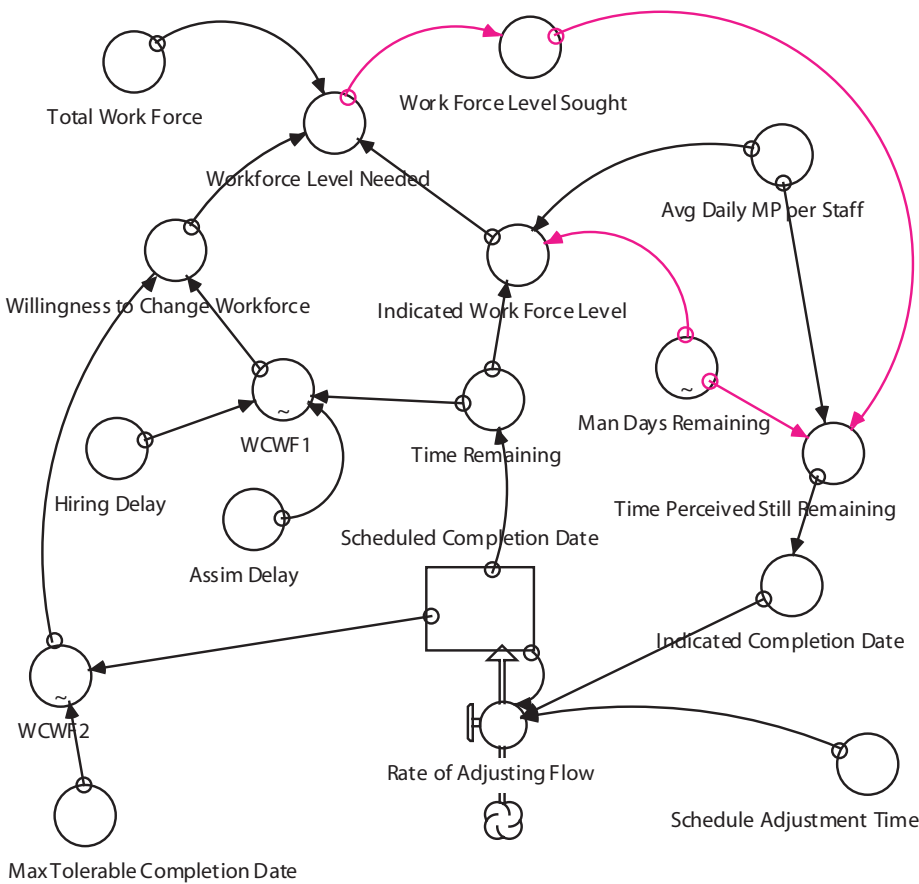 Work Force Level Sought
Total Work Force
Workforce Level Needed
Avg Daily MP per Staff
Willingness to Change Workforce
Indicated Work Force Level
~
Man Days Remaining
~
WCWF1
Time Remaining
Hiring Delay
Time Perceived Still Remaining
Scheduled Completion Date
Assim Delay
Indicated Completion Date
~
WCWF2
Rate of Adjusting Flow
Schedule Adjustment Time
Max Tolerable Completion Date